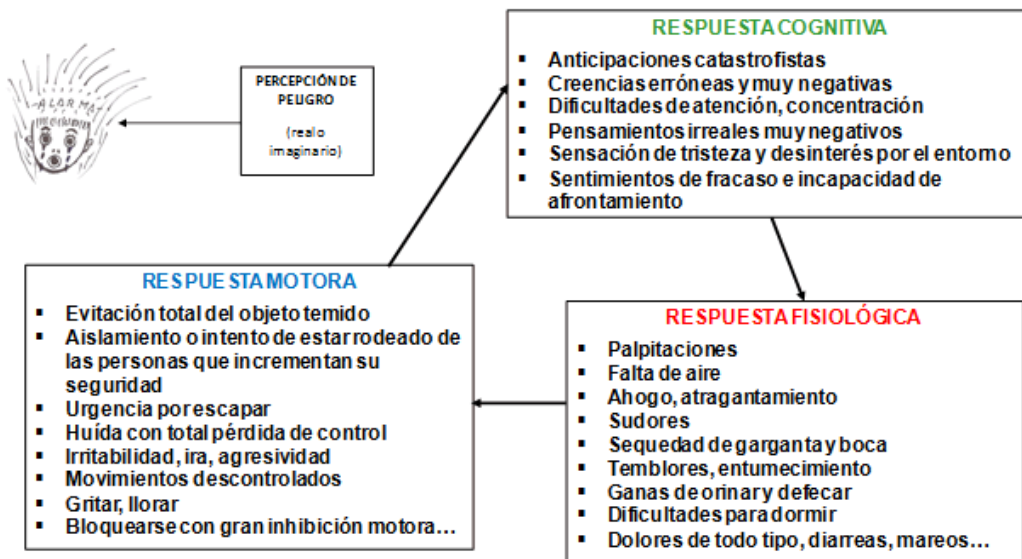 -ALARMA-
PERCEPCIÓN DE
PELIGRO
(real o
imaginario)
RESPUESTA COGNITIVA
▪ Anticipaciones catastrofistas
▪ Creencias erróneas y muy negativas
▪ Dificultades de atención, concentración
▪ Pensamientos irreales muy negativos
▪ Sensación de tristeza y desinterés por el entorno
▪ Sentimientos de fracaso e incapacidad de
afrontamiento
RESPUESTA MOTORA
▪ Evitación total del objeto temido
▪ Aislamiento o intento de estar rodeado de
las personas que incrementan su
seguridad
▪ Urgencia por escapar
▪ Huída con total pérdida de control
▪ Irritabilidad, ira, agresividad
▪ Movimientos descontrolados
▪ Gritar, llorar
▪ Bloquearse con gran inhibición motora...
RESPUESTA FISIOLÓGICA
▪ Palpitaciones
▪ Falta de aire
▪ Ahogo, atragantamiento
▪ Sudores
▪ Sequedad de garganta y boca
▪ Temblores, entumecimiento
▪ Ganas de orinar y defecar
▪ Dificultades para dormir
▪ Dolores de todo tipo, diarreas, mareos...